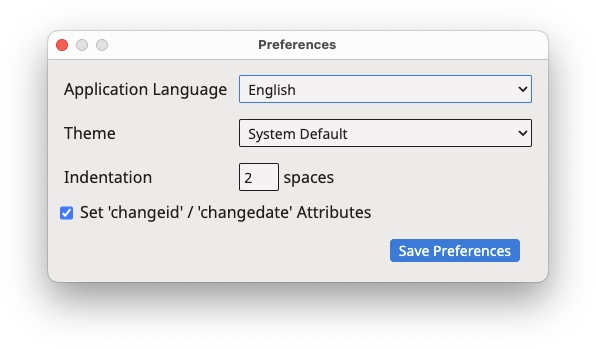 Preferences
Application Language English
Theme System Default
Indentation 2 spaces
Set 'changeid' / 'changedate' Attributes
Save Preferences